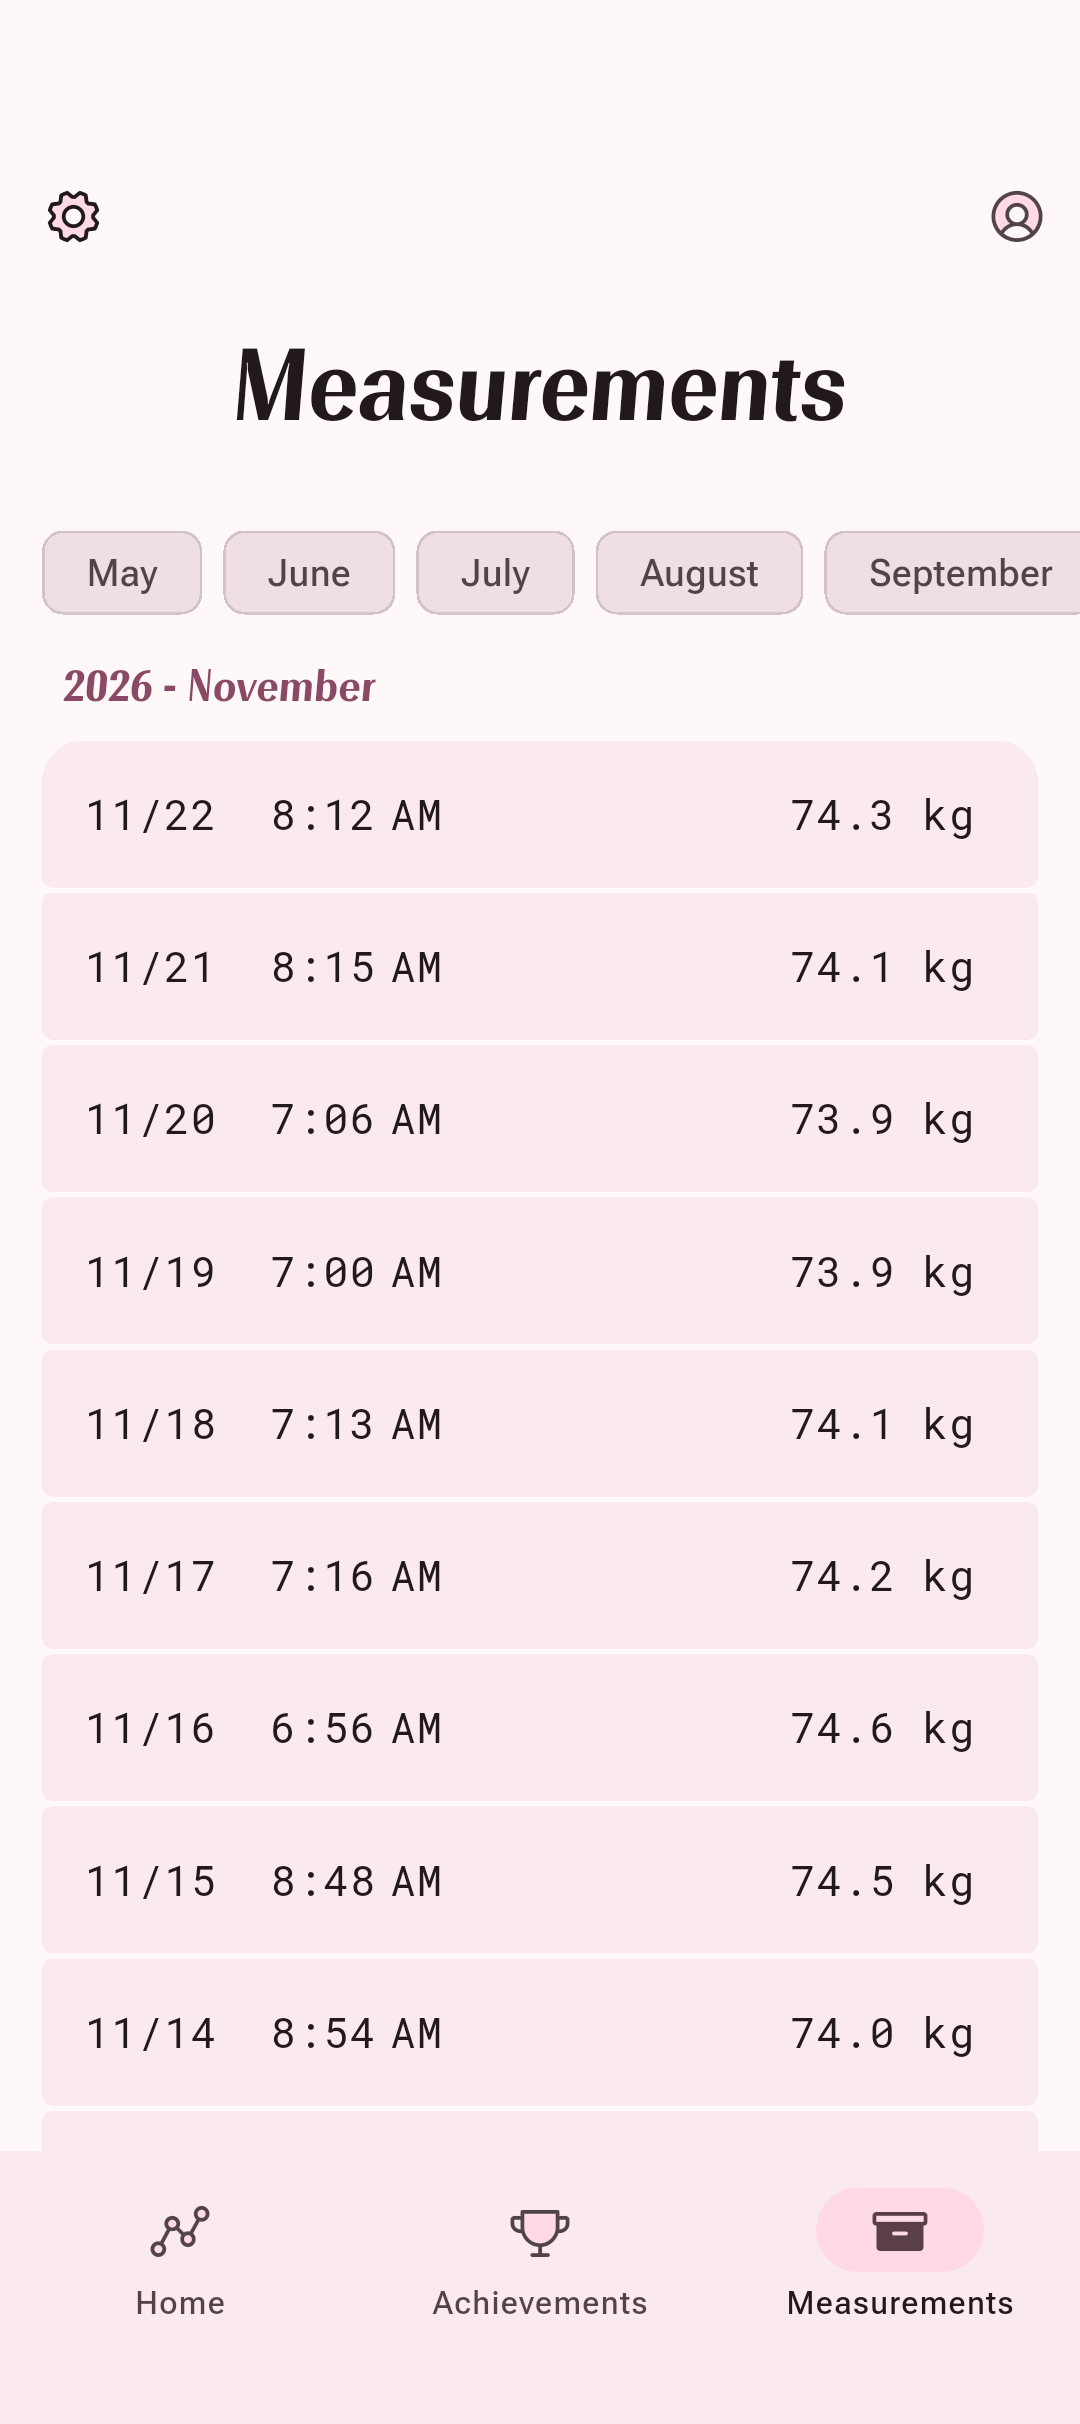 Measurements
May June July August September
2026 - November
11/22 8:12 AM 74.3 kg
11/21 8:15 AM 74.1 kg
11/20 7:06 AM 73.9 kg
11/19 7:00 AM 73.9 kg
11/18 7:13 AM 74.1 kg
11/17 7:16 AM 74.2 kg
11/16 6:56 AM 74.6 kg
11/15 8:48 AM 74.5 kg
11/14 8:54 AM 74.0 kg
Home Achievements Measurements